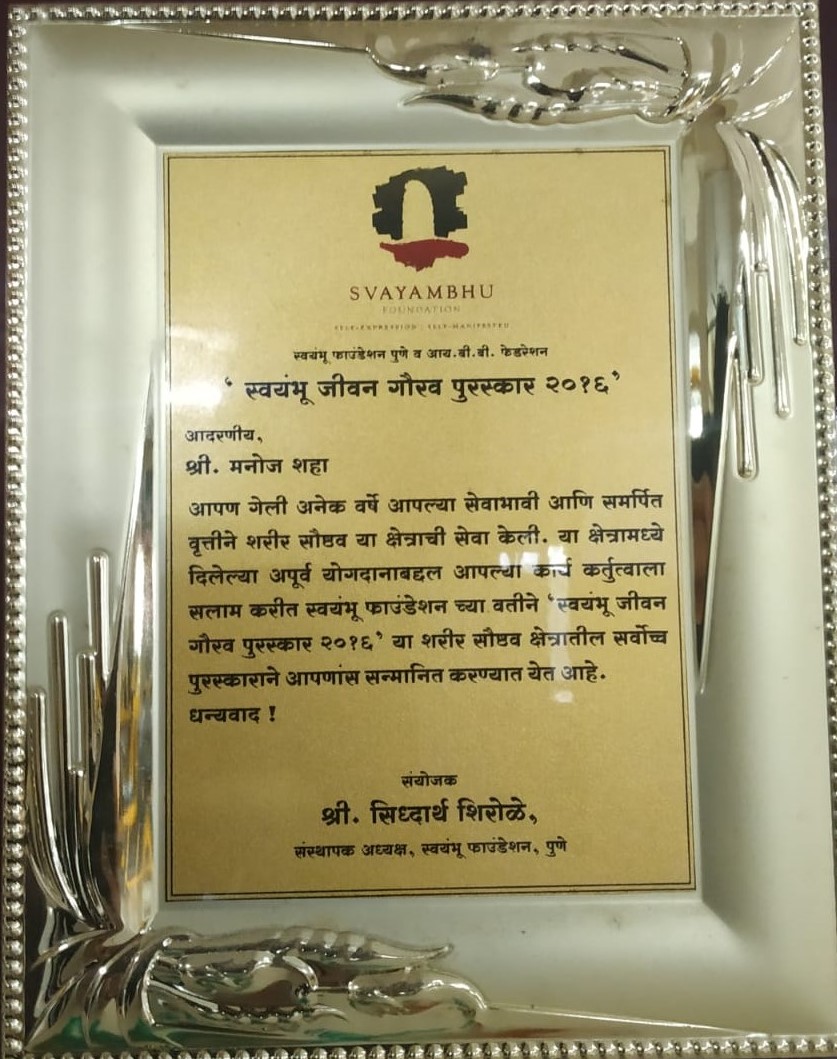 SVAYAMBHU
FOUNDATION
SELF-EXPRESSION | SELF-MANIFESTED
स्वयंभू फाउंडेशन पुणे व आय.बी.बी. फेडरेशन
‘ स्वयंभू जीवन गौरव पुरस्कार २०१६’
आदरणीय,
श्री. मनोज शहा
आपण गेली अनेक वर्षे आपल्या सेवाभावी आणि समर्पित
वृत्तीने शरीर सौष्ठव या क्षेत्राची सेवा केली. या क्षेत्रामध्ये
दिलेल्या अपूर्व योगदानाबद्दल आपल्या कार्य कर्तुत्वाला
सलाम करीत स्वयंभू फाउंडेशन च्या वतीने ‘स्वयंभू जीवन
गौरव पुरस्कार २०१६’ या शरीर सौष्ठव क्षेत्रातील सर्वोच्च
पुरस्काराने आपणांस सन्मानित करण्यात येत आहे.
धन्यवाद !
संयोजक
श्री. सिध्दार्थ शिरोळे,
संस्थापक अध्यक्ष, स्वयंभू फाउंडेशन, पुणे